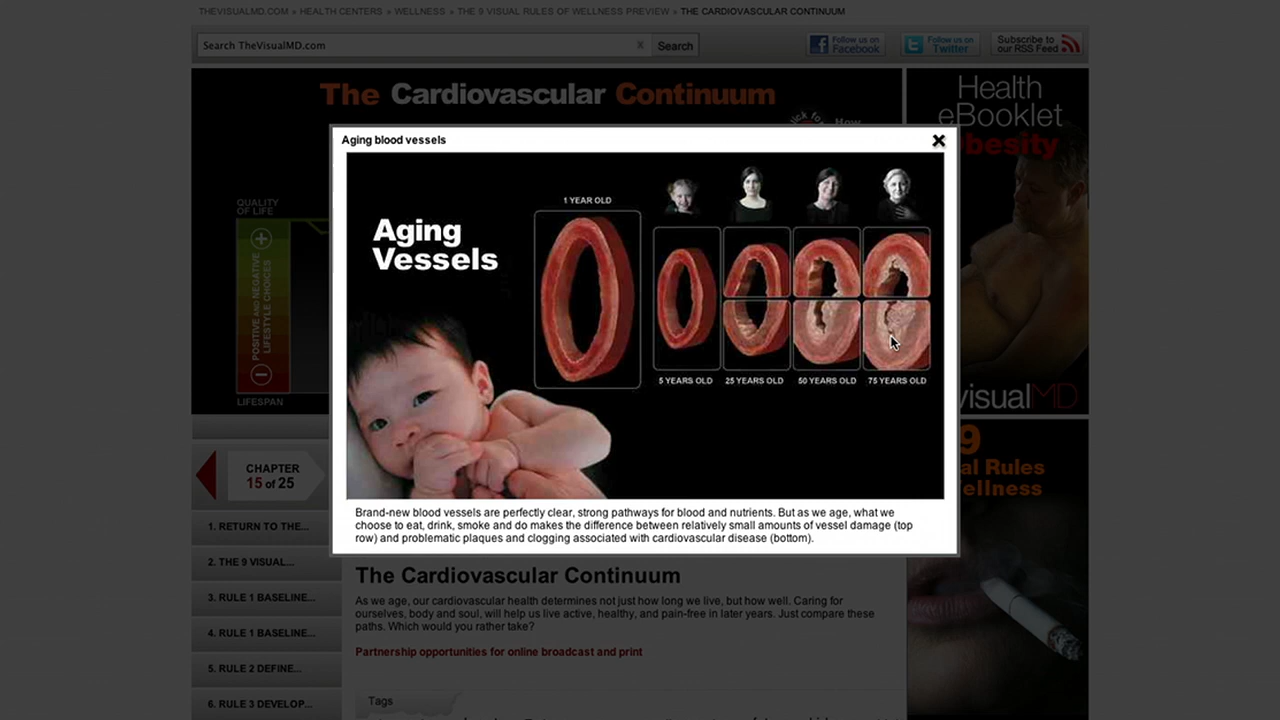 THEVISUALMD.COM » HEALTH CENTERS » WELLNESS » THE 9 VISUAL RULES OF WELLNESS PREVIEW » THE CARDIOVASCULAR CONTINUUM
Search TheVisualMD.com
x
Search
Follow us on
Facebook
Follow us on
Twitter
Subscribe to
our RSS Feed
The Cardiovascular Continuum
How
Health
eBooklet
besity
Aging blood vessels
QUALITY
OF LIFE
POSITIVE AND NEGATIVE
LIFESTYLE CHOICES
LIFESPAN
Aging
Vessels
1 YEAR OLD
5 YEARS OLD
25 YEARS OLD
50 YEARS OLD
75 YEARS OLD
Brand-new blood vessels are perfectly clear, strong pathways for blood and nutrients. But as we age, what we
choose to eat, drink, smoke and do makes the difference between relatively small amounts of vessel damage (top
row) and problematic plaques and clogging associated with cardiovascular disease (bottom).
visualMD
9
al Rules
ellness
CHAPTER
15 of 25
1. RETURN TO THE...
2. THE 9 VISUAL...
3. RULE 1 BASELINE...
4. RULE 1 BASELINE...
5. RULE 2 DEFINE...
6. RULE 3 DEVELOP...
The Cardiovascular Continuum
As we age, our cardiovascular health determines not just how long we live, but how well. Caring for
ourselves, body and soul, will help us live active, healthy, and pain-free in later years. Just compare these
paths. Which would you rather take?
Partnership opportunities for online broadcast and print
Tags